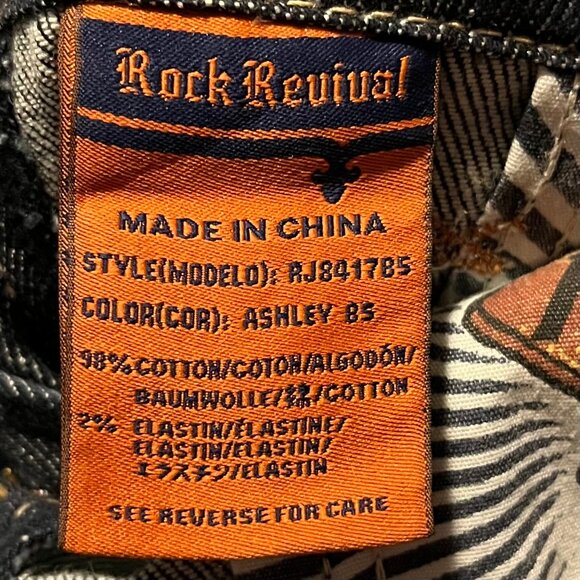 Rock Revival
MADE IN CHINA
STYLE(MODELO): RJ8417B5
COLOR(COR): ASHLEY B5
98% COTTON/COTON/ALGODÓN/
BAUMWOLLE/綿/COTTON
2% ELASTIN/ÉLASTINE/
ELASTIN/ELASTIN/
エラスチン/ELASTIN
SEE REVERSE FOR CARE